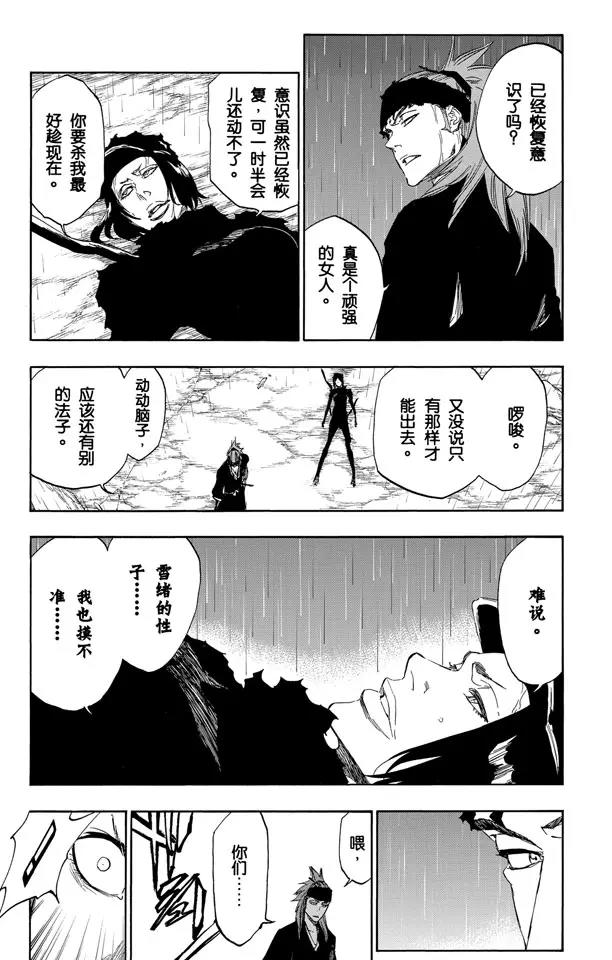 已经恢复意
识了吗?
真是个顽强
的女人。
意识虽然已经恢
复,可一时半会
儿还动不了。
你要杀我最
好趁现在。
啰唆。
又没说只
有那样才
能出去。
动动脑子,
应该还有别
的法子。
难说。
雪绪的性
子……
我也摸不
准……
喂,
你们……